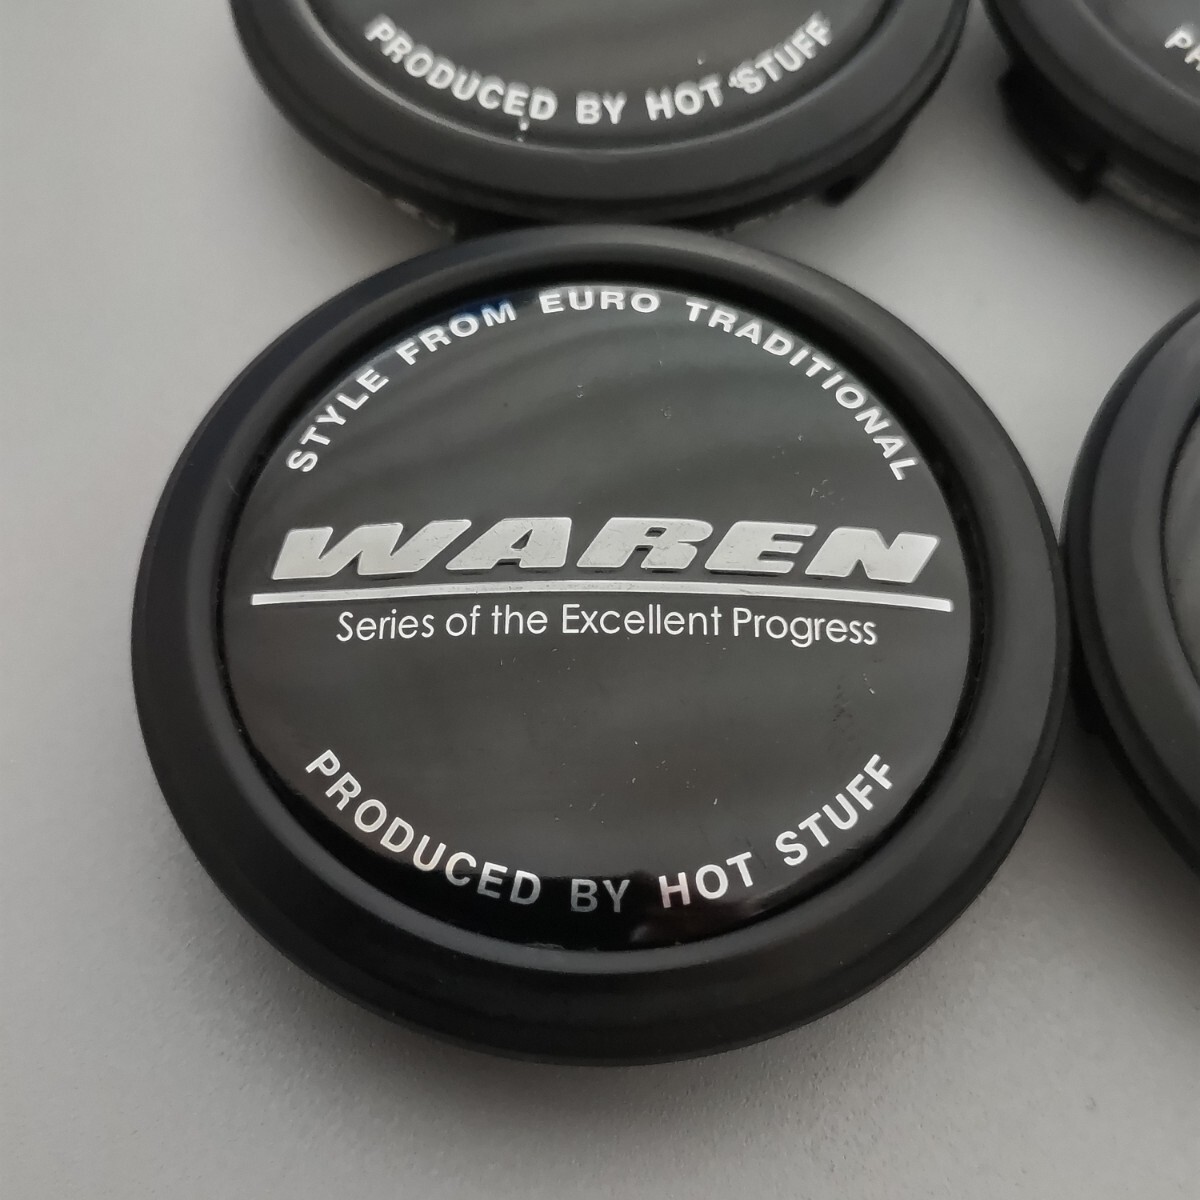 PRODUCED BY HOT STUFF
STYLE FROM EURO TRADITIONAL
WAREN
Series of the Excellent Progress
PRODUCED BY HOT STUFF